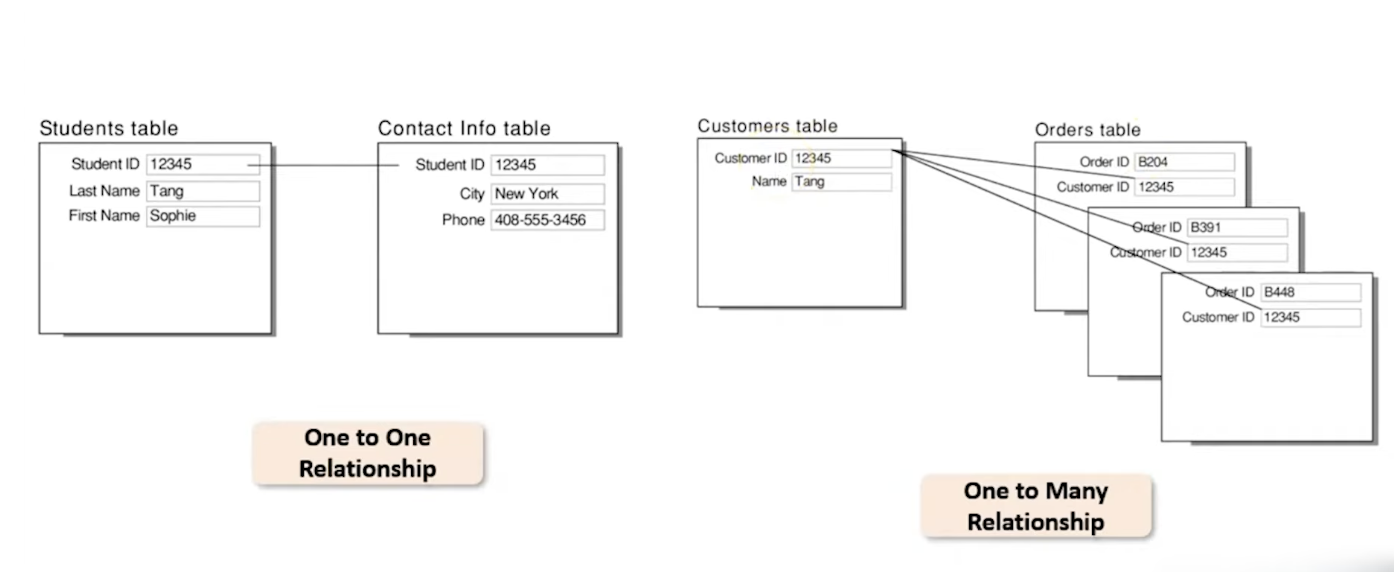 Students table
Student ID 12345
Last Name Tang
First Name Sophie
Contact Info table
Student ID 12345
City New York
Phone 408-555-3456
One to One
Relationship
Customers table
Customer ID 12345
Name Tang
Orders table
Order ID B204
Customer ID 12345
Order ID B391
Customer ID 12345
Order ID B448
Customer ID 12345
One to Many
Relationship